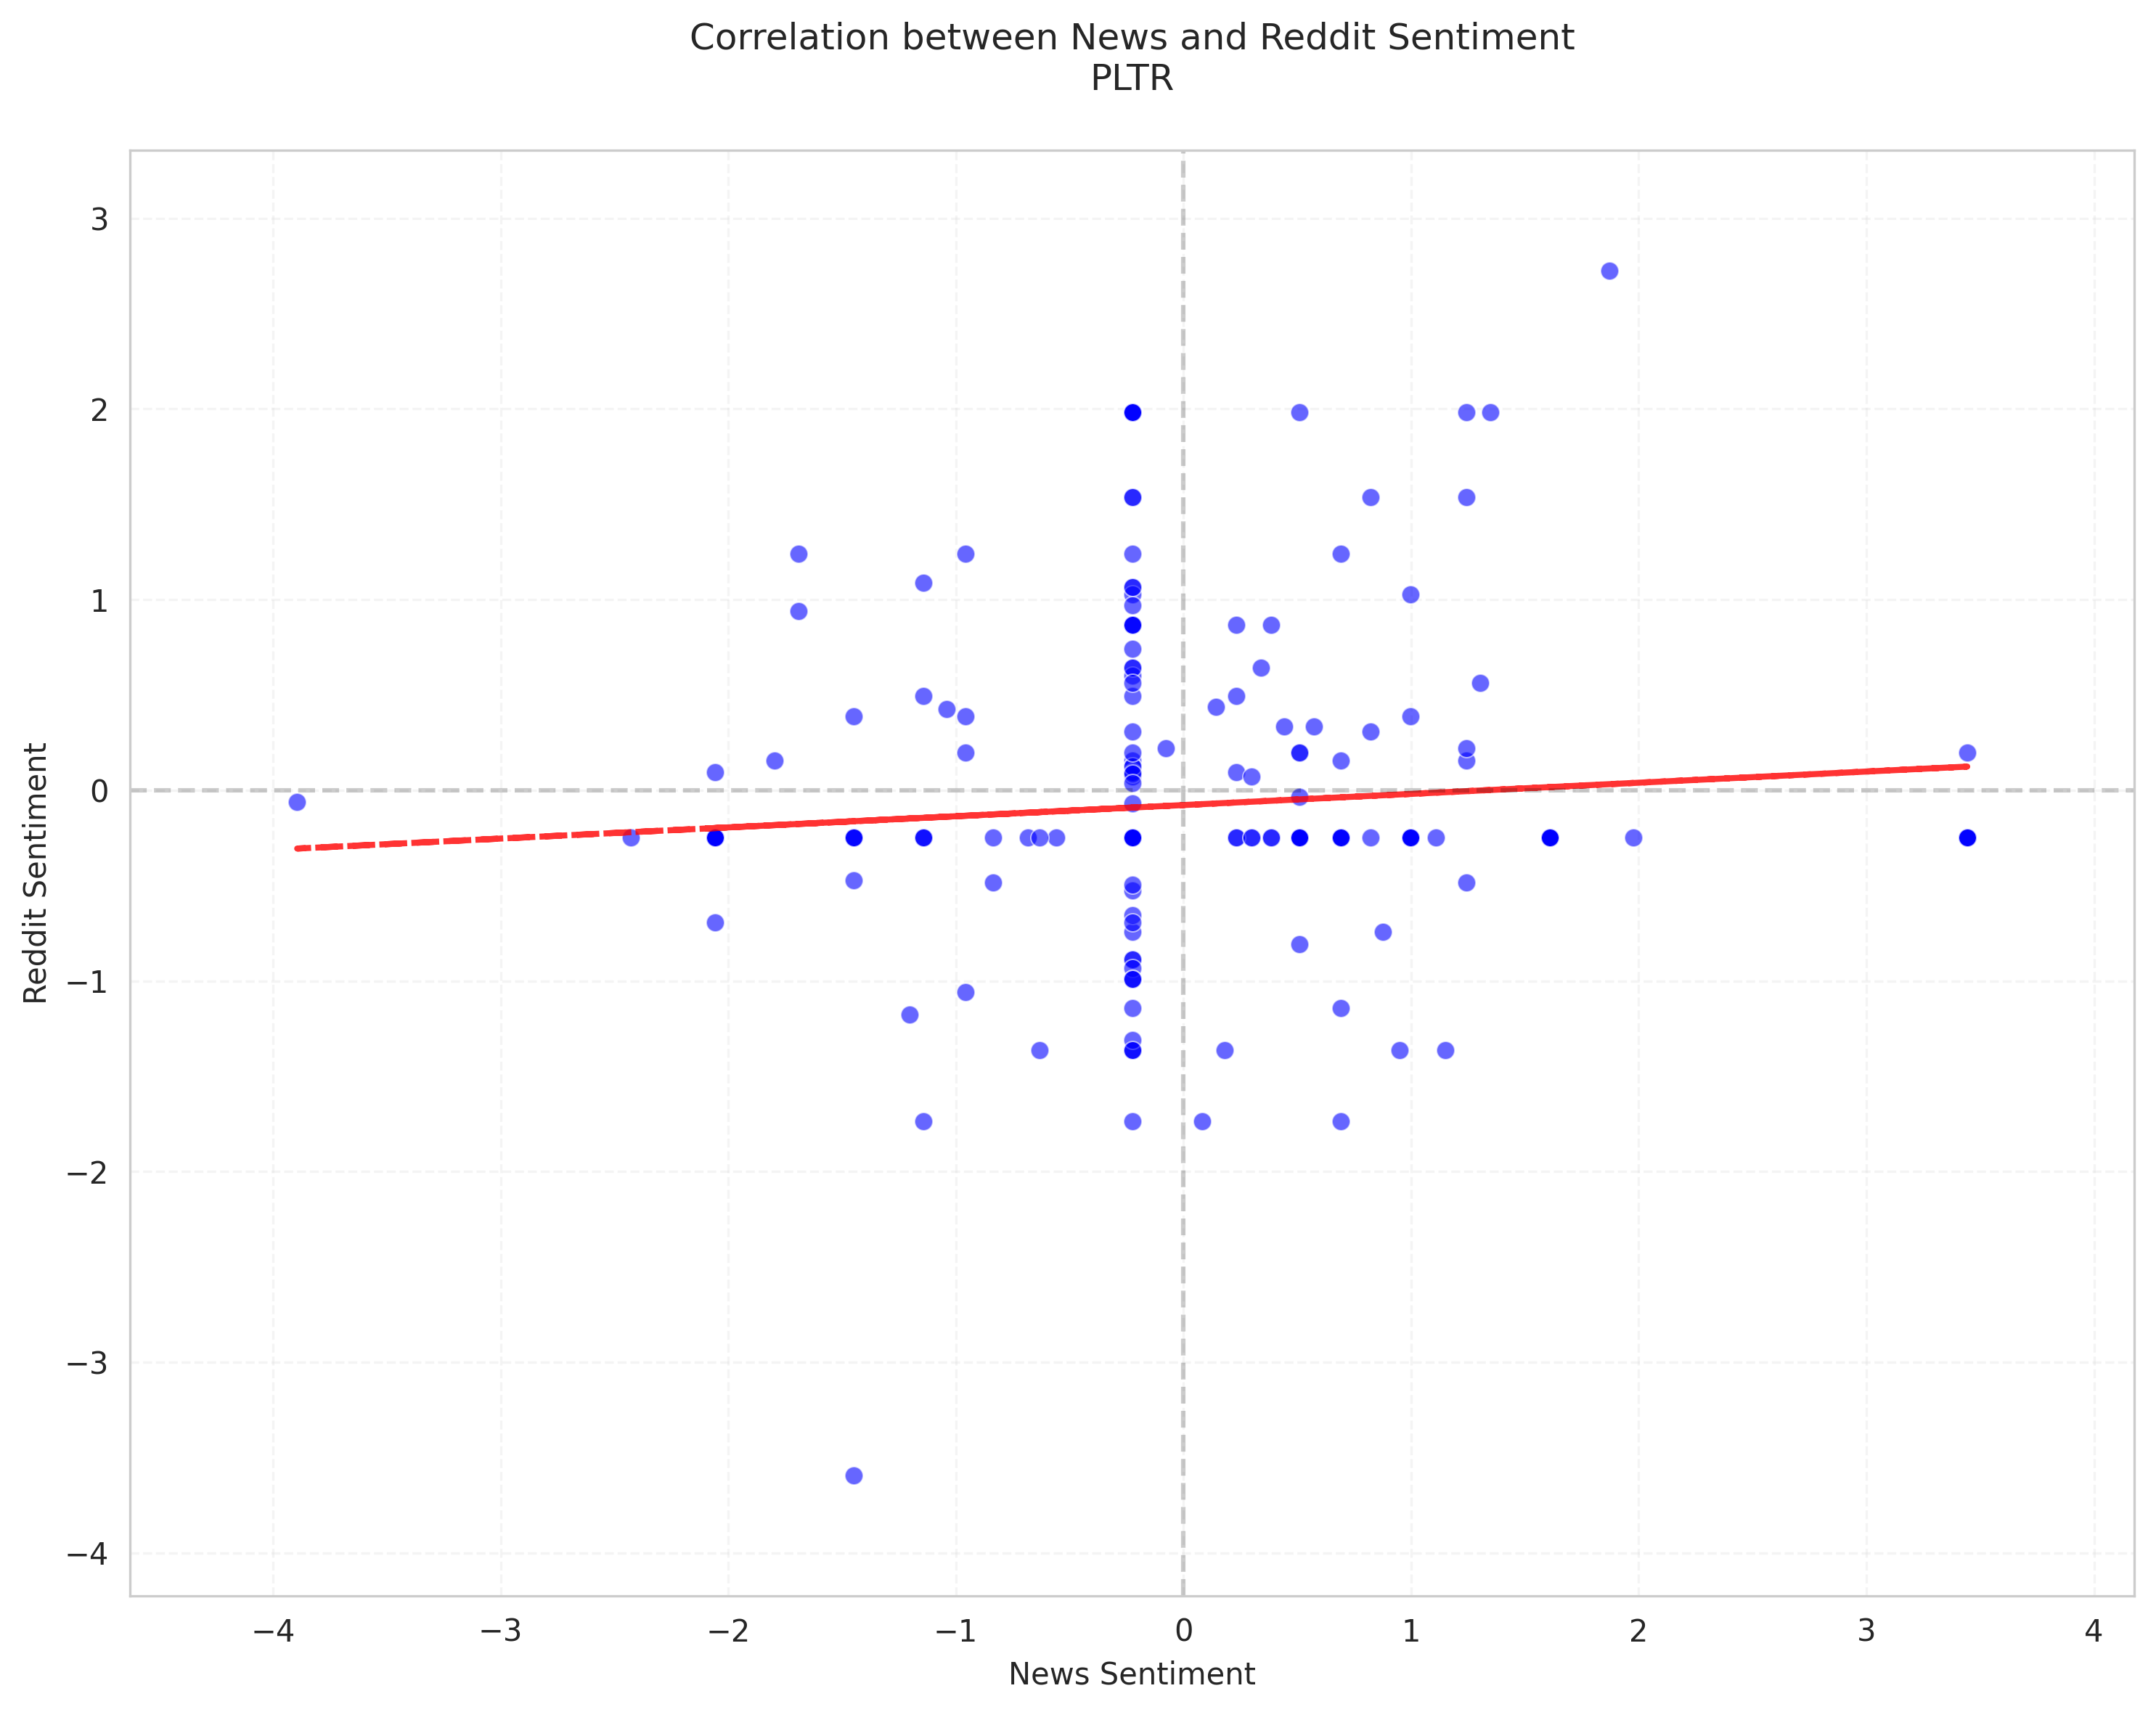 Correlation between News and Reddit Sentiment
PLTR
Reddit Sentiment
3
2
1
0
−1
−2
−3
−4
−4 −3 −2 −1 0 1 2 3 4
News Sentiment